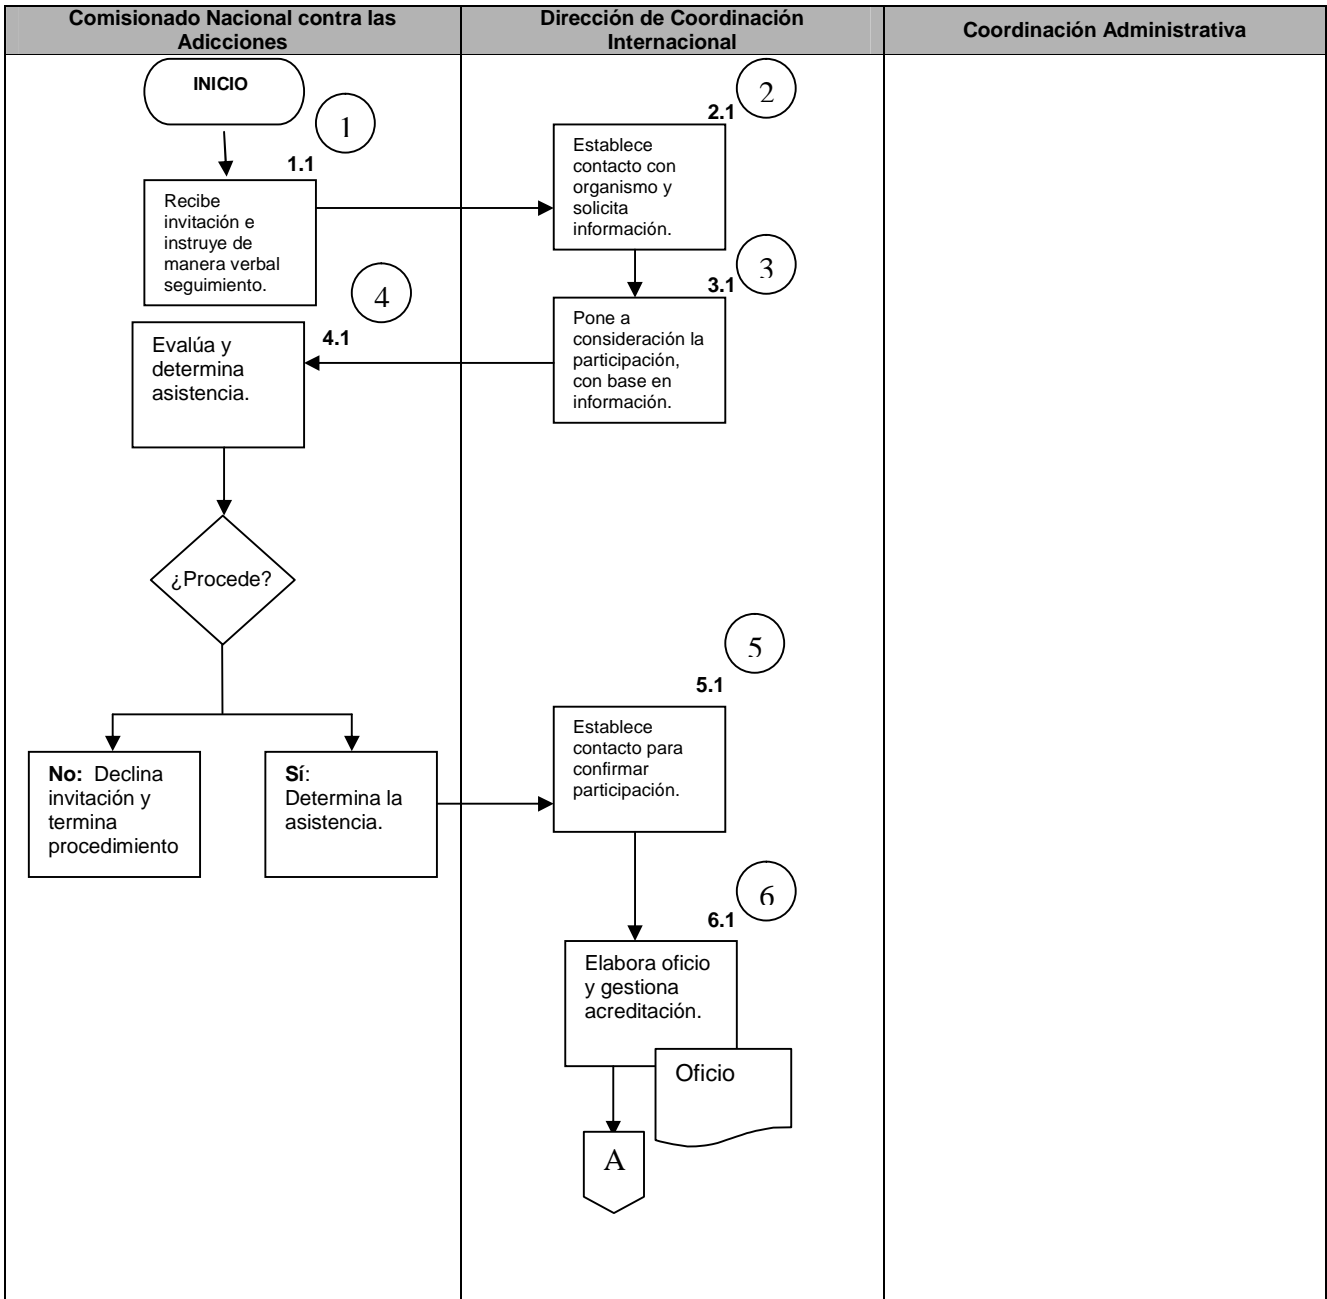 Comisionado Nacional contra las
Adicciones
Dirección de Coordinación
Internacional
Coordinación Administrativa
INICIO
1
1.1
Recibe
invitación e
instruye de
manera verbal
seguimiento.
2
2.1
Establece
contacto con
organismo y
solicita
información.
3
3.1
Pone a
consideración la
participación,
con base en
información.
4
4.1
Evalúa y
determina
asistencia.
¿Procede?
No: Declina
invitación y
termina
procedimiento
Sí:
Determina la
asistencia.
5
5.1
Establece
contacto para
confirmar
participación.
6
6.1
Elabora oficio
y gestiona
acreditación.
Oficio
A